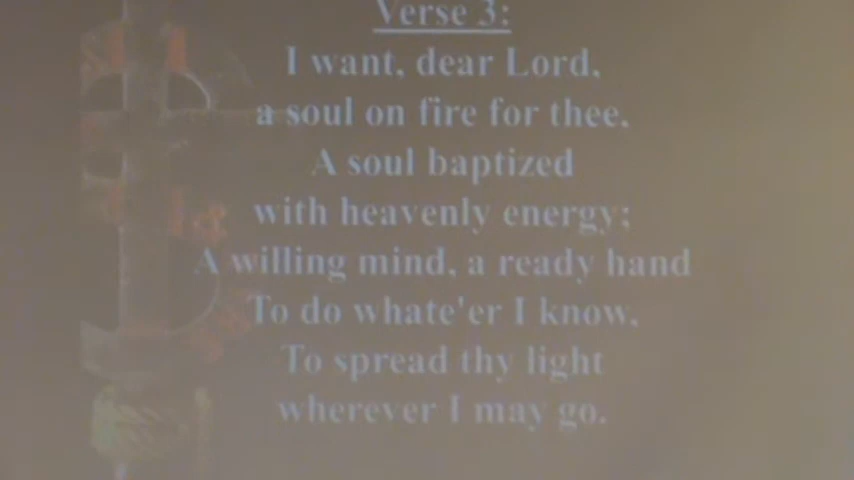 Verse 3:
I want, dear Lord,
a soul on fire for thee.
A soul baptized
with heavenly energy;
A willing mind, a ready hand
To do whate'er I know,
To spread thy light
wherever I may go.